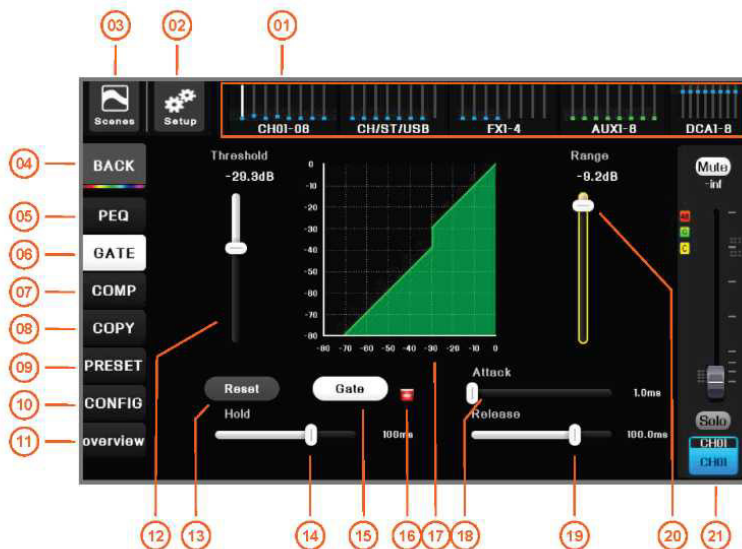 03 02 01
Scenes
Setup
CH01-08 CH/ST/USB FX1-4 AUX1-8 DCA1-8
04 BACK
05 PEQ
06 GATE
07 COMP
08 COPY
09 PRESET
10 CONFIG
11 overview
Threshold
-29.3dB
0
-10
-20
-30
-40
-50
-60
-70
-80
-80 -70 -60 -50 -40 -30 -20 -10 0
Range
-9.2dB
Mute
-inf
G
C
Reset Gate
Attack
1.0ms
Hold
100ms
Release
100.0ms
Solo
CH01
CH01
12 13 14 15 16 17 18 19 20 21